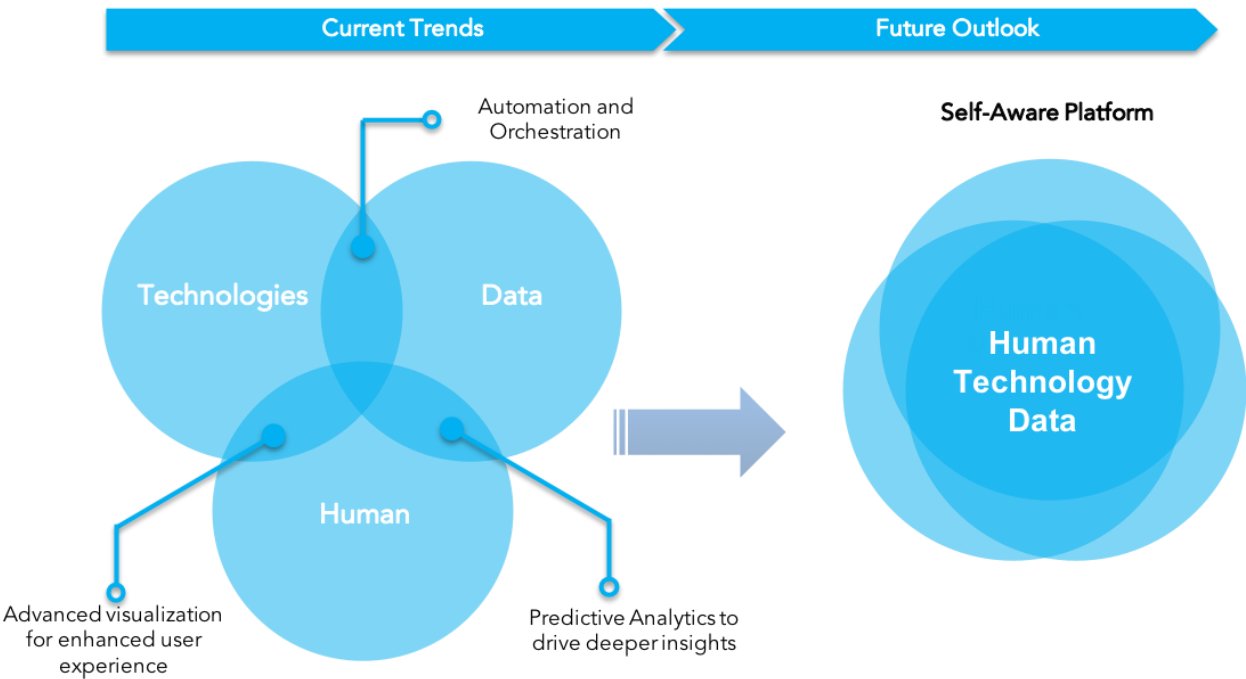 Current Trends
Future Outlook
Automation and
Orchestration
Self-Aware Platform
Technologies
Data
Human
Technology
Data
Human
Advanced visualization
for enhanced user
experience
Predictive Analytics to
drive deeper insights